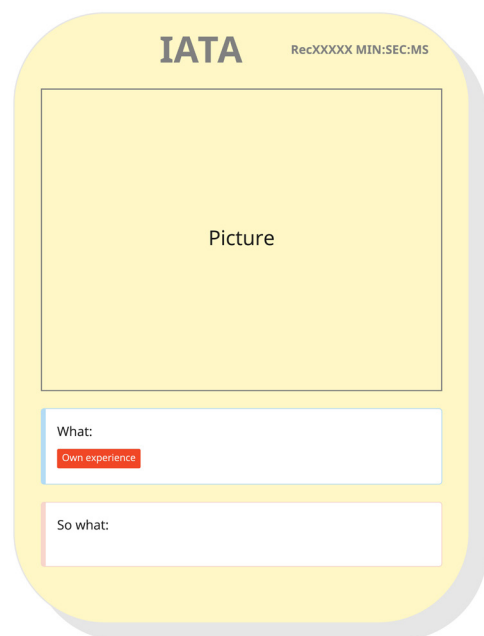 IATA
RecXXXXX MIN:SEC:MS
Picture
What:
Own experience
So what: